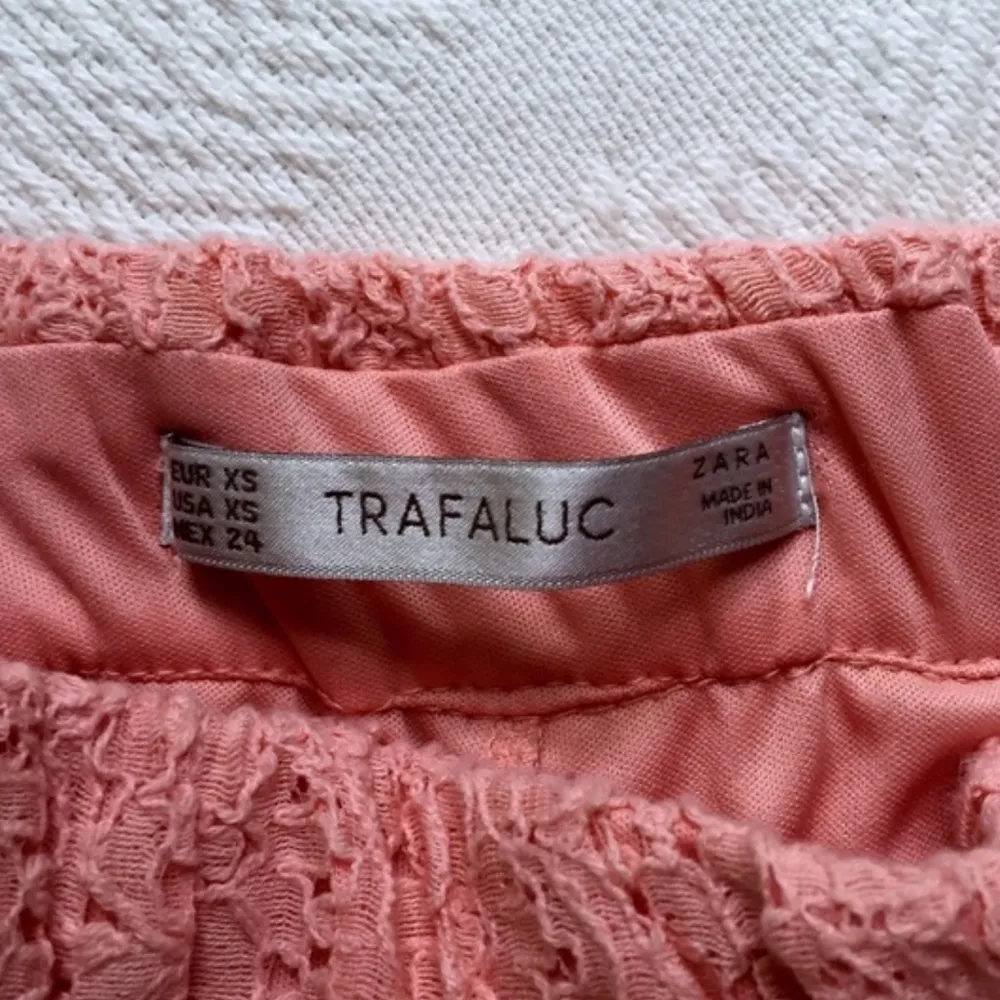 EUR XS
USA XS
MEX 24
TRAFALUC
ZARA
MADE IN
INDIA